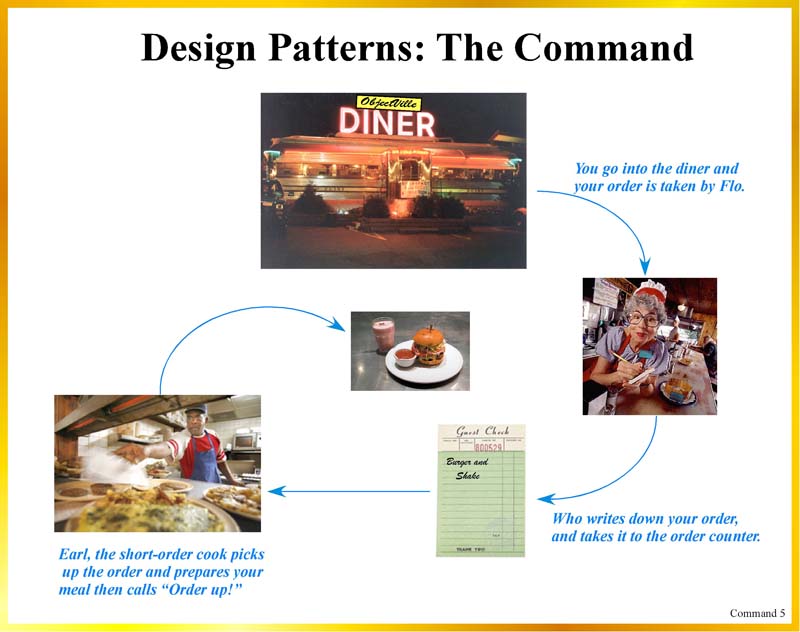 Design Patterns: The Command
ObjectVille
DINER
You go into the diner and
your order is taken by Flo.
Guest Check
800529
Burger and
Shake
THANK YOU
Who writes down your order,
and takes it to the order counter.
Earl, the short-order cook picks
up the order and prepares your
meal then calls “Order up!”
Command 5